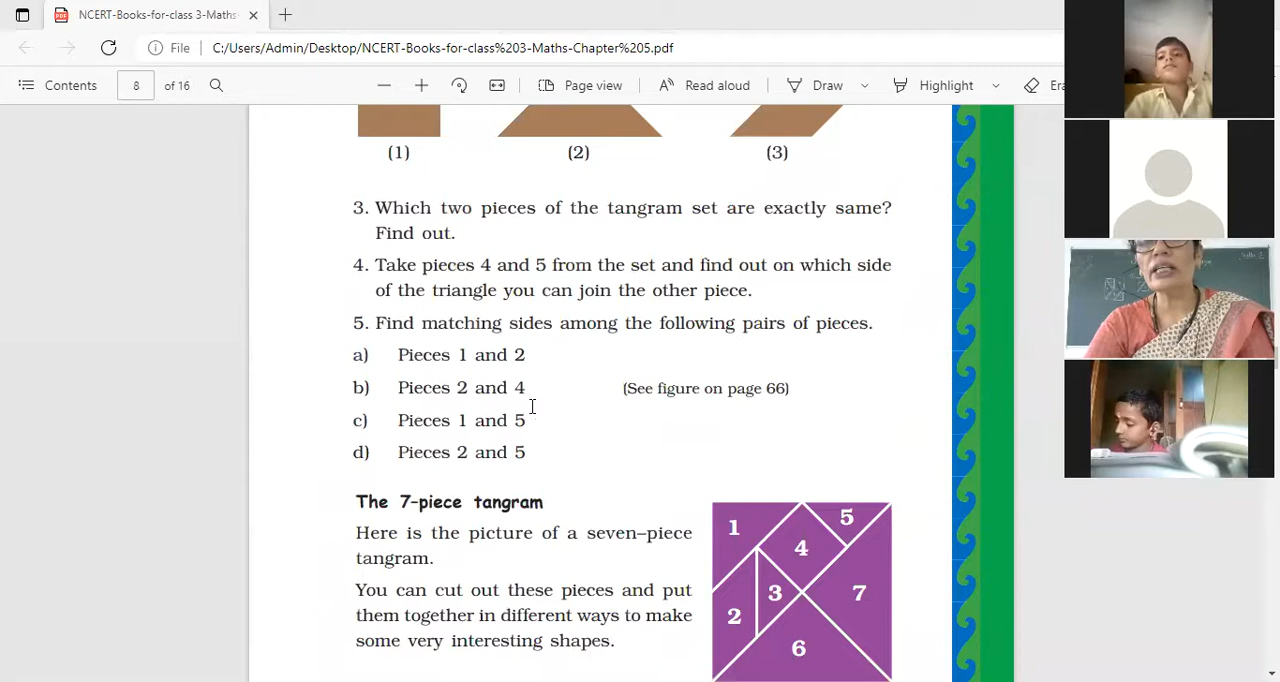 NCERT-Books-for-class 3-Maths-
File C:/Users/Admin/Desktop/NCERT-Books-for-class%203-Maths-Chapter%205.pdf
Contents 8 of 16 Page view A Read aloud Draw Highlight Era
(1) (2) (3)
3. Which two pieces of the tangram set are exactly same?
Find out.
4. Take pieces 4 and 5 from the set and find out on which side
of the triangle you can join the other piece.
5. Find matching sides among the following pairs of pieces.
a) Pieces 1 and 2
b) Pieces 2 and 4 (See figure on page 66)
c) Pieces 1 and 5
d) Pieces 2 and 5
The 7-piece tangram
Here is the picture of a seven–piece
tangram.
You can cut out these pieces and put
them together in different ways to make
some very interesting shapes.
1 5
4
3 7
2
6